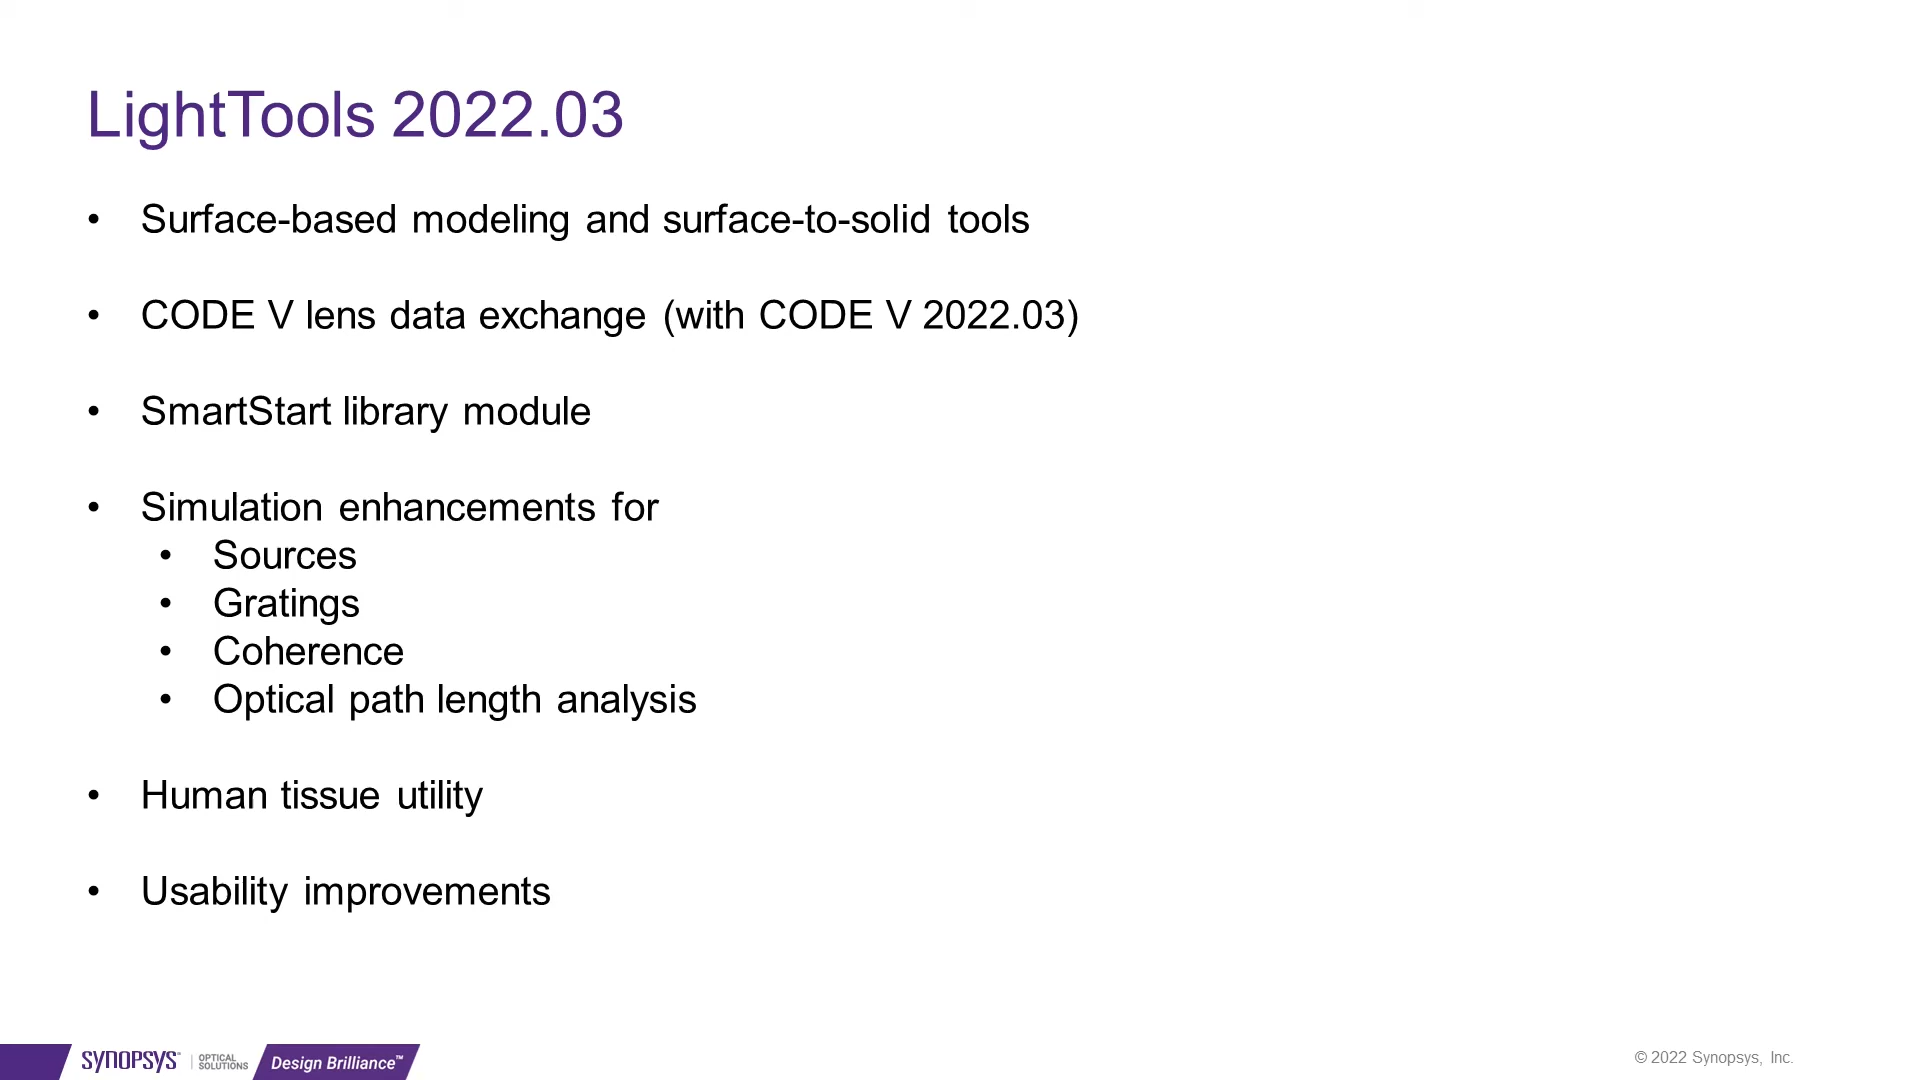 LightTools 2022.03
• Surface-based modeling and surface-to-solid tools
• CODE V lens data exchange (with CODE V 2022.03)
• SmartStart library module
• Simulation enhancements for
• Sources
• Gratings
• Coherence
• Optical path length analysis
• Human tissue utility
• Usability improvements
SYNOPSYS™ | OPTICAL SOLUTIONS Design Brilliance™
© 2022 Synopsys, Inc.